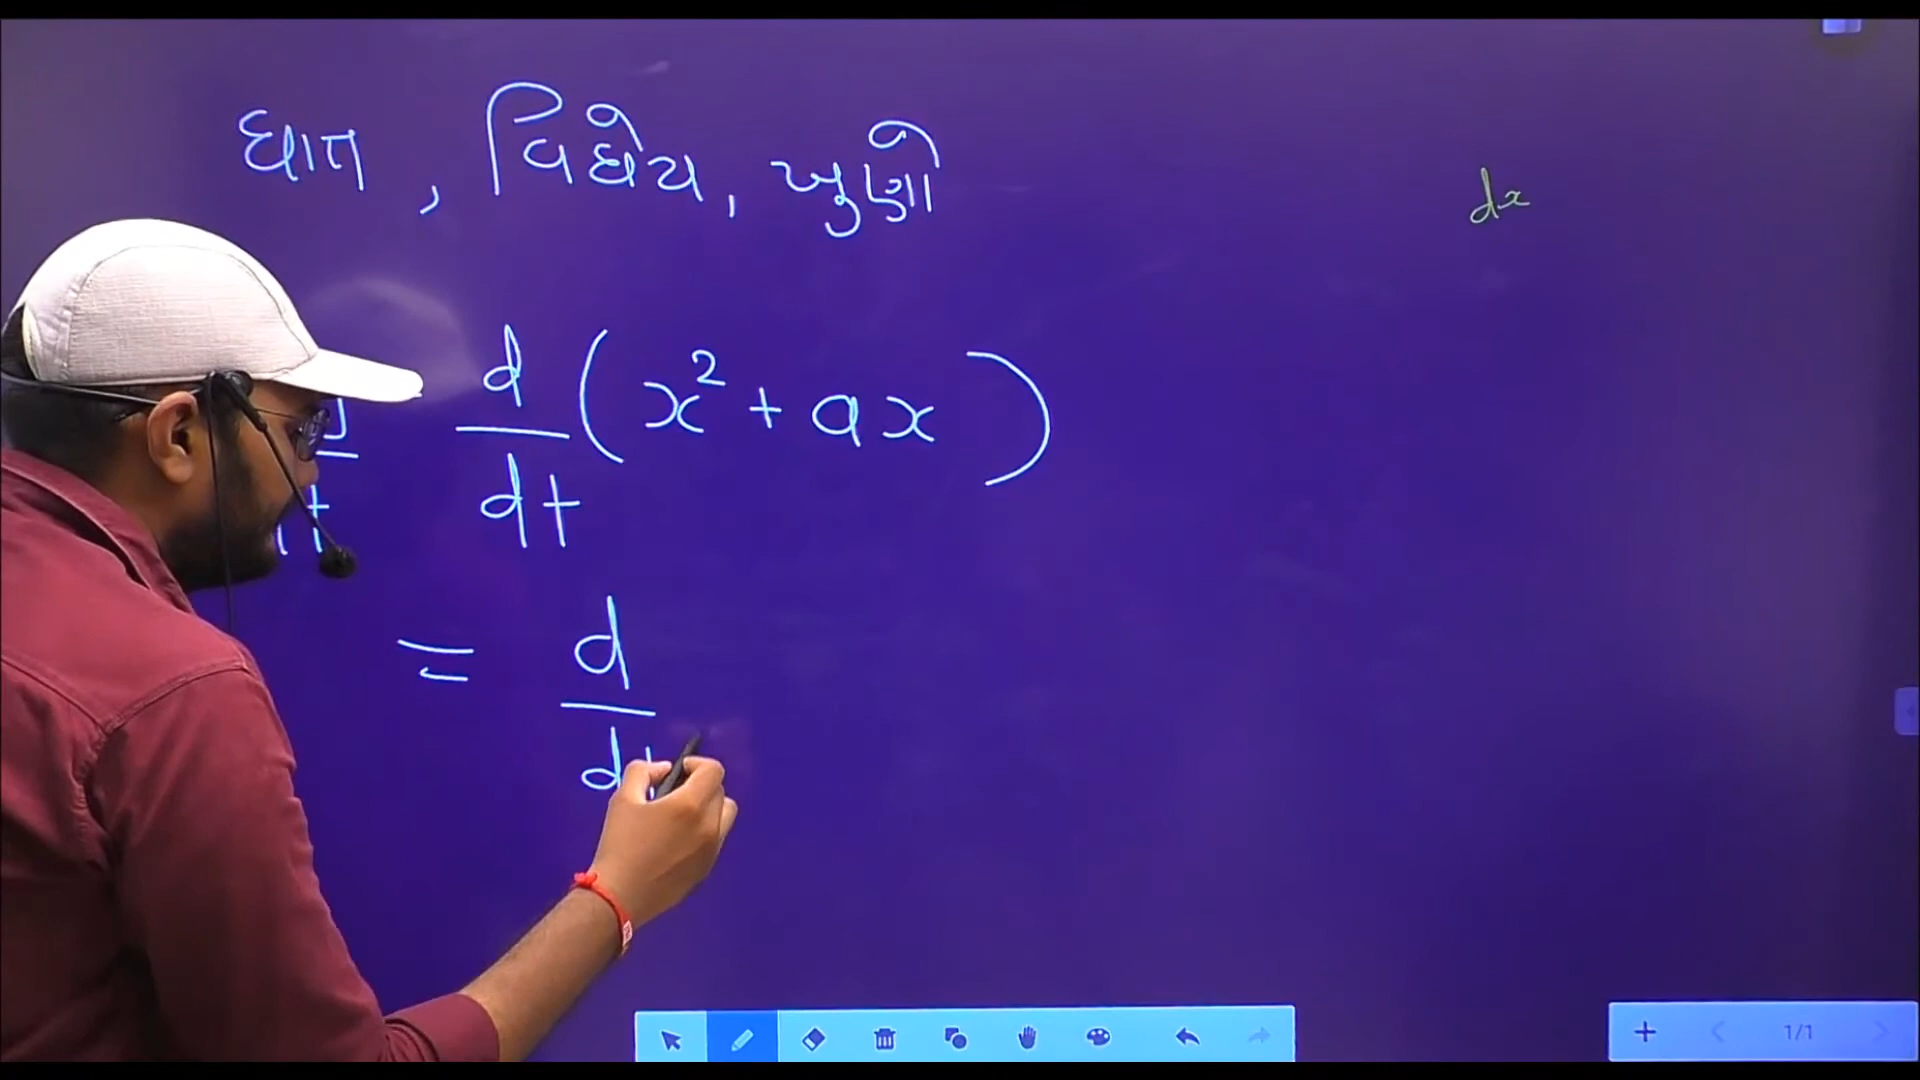 ઘાત, વિધેય, ખુણો
dx
d/dt (x² + ax)
= d/dt
1/1